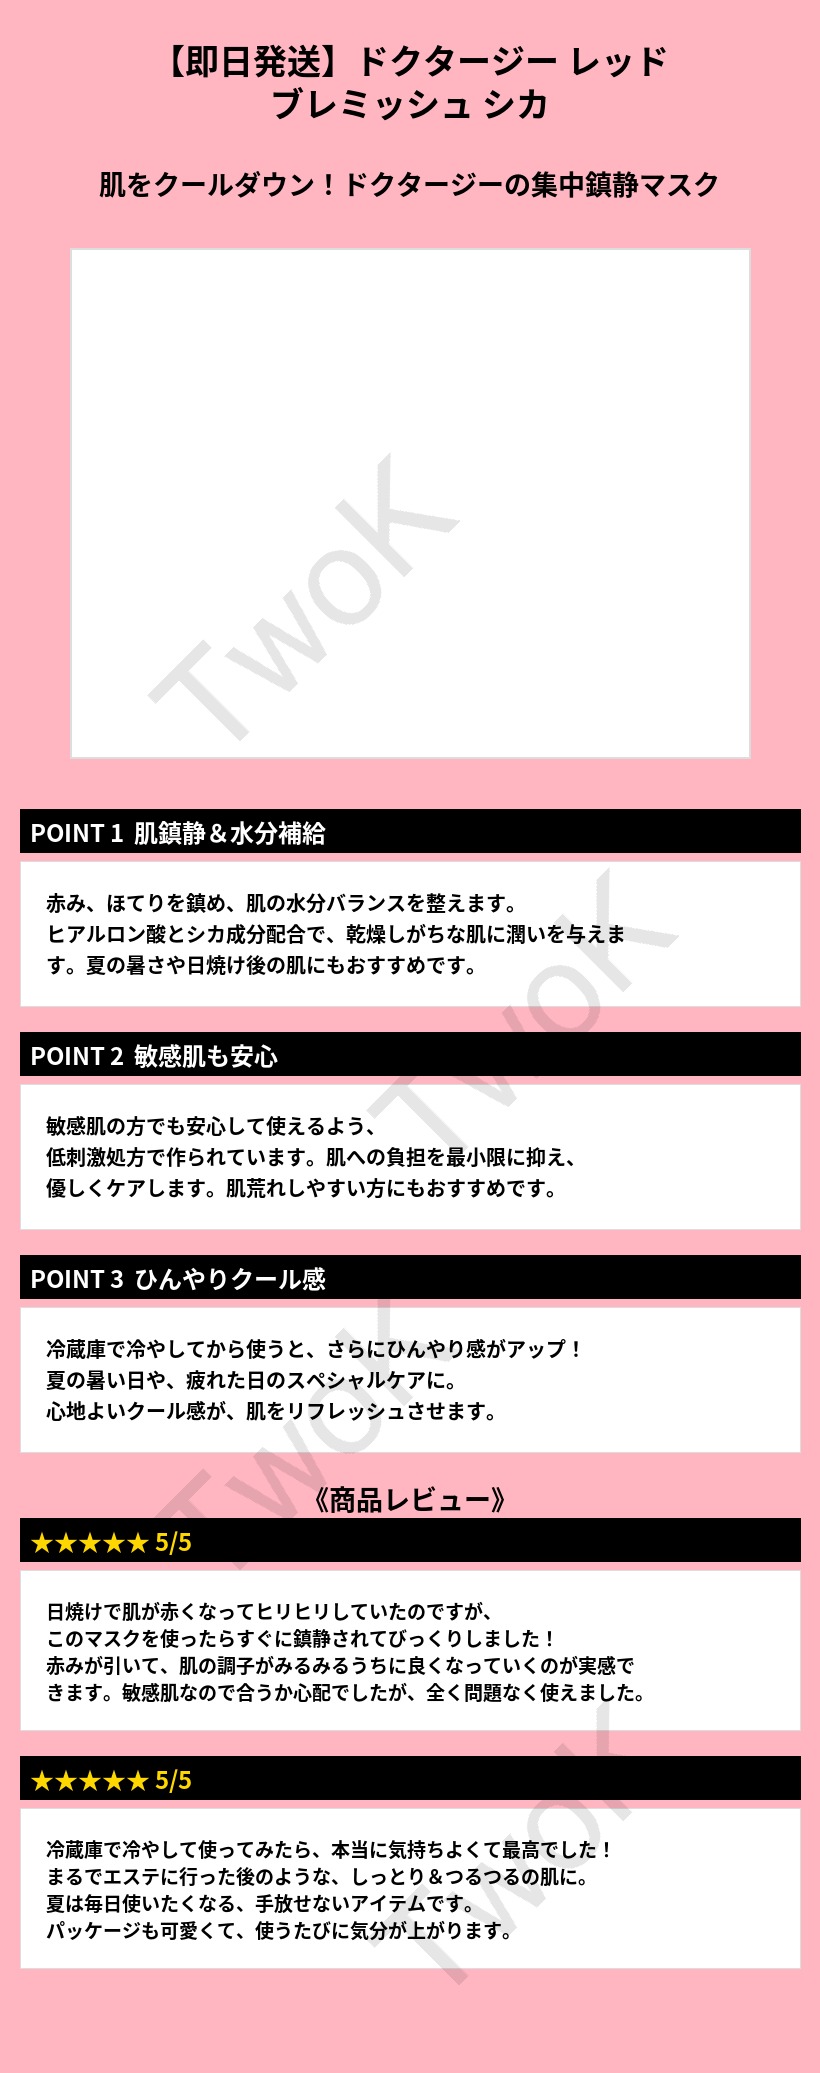 【即日発送】ドクタージー レッド
ブレミッシュ シカ
肌をクールダウン！ドクタージーの集中鎮静マスク
TwoK
POINT 1 肌鎮静＆水分補給
赤み、ほてりを鎮め、肌の水分バランスを整えます。
ヒアルロン酸とシカ成分配合で、乾燥しがちな肌に潤いを与えま
す。夏の暑さや日焼け後の肌にもおすすめです。
TwoK
POINT 2 敏感肌も安心
敏感肌の方でも安心して使えるよう、
低刺激処方で作られています。肌への負担を最小限に抑え、
優しくケアします。肌荒れしやすい方にもおすすめです。
POINT 3 ひんやりクール感
冷蔵庫で冷やしてから使うと、さらにひんやり感がアップ！
夏の暑い日や、疲れた日のスペシャルケアに。
心地よいクール感が、肌をリフレッシュさせます。
TwoK
《商品レビュー》
★★★★★ 5/5
日焼けで肌が赤くなってヒリヒリしていたのですが、
このマスクを使ったらすぐに鎮静されてびっくりしました！
赤みが引いて、肌の調子がみるみるうちに良くなっていくのが実感で
きます。敏感肌なので合うか心配でしたが、全く問題なく使えました。
★★★★★ 5/5
冷蔵庫で冷やして使ってみたら、本当に気持ちよくて最高でした！
まるでエステに行った後のような、しっとり＆つるつるの肌に。
夏は毎日使いたくなる、手放せないアイテムです。
パッケージも可愛くて、使うたびに気分が上がります。
TwoK